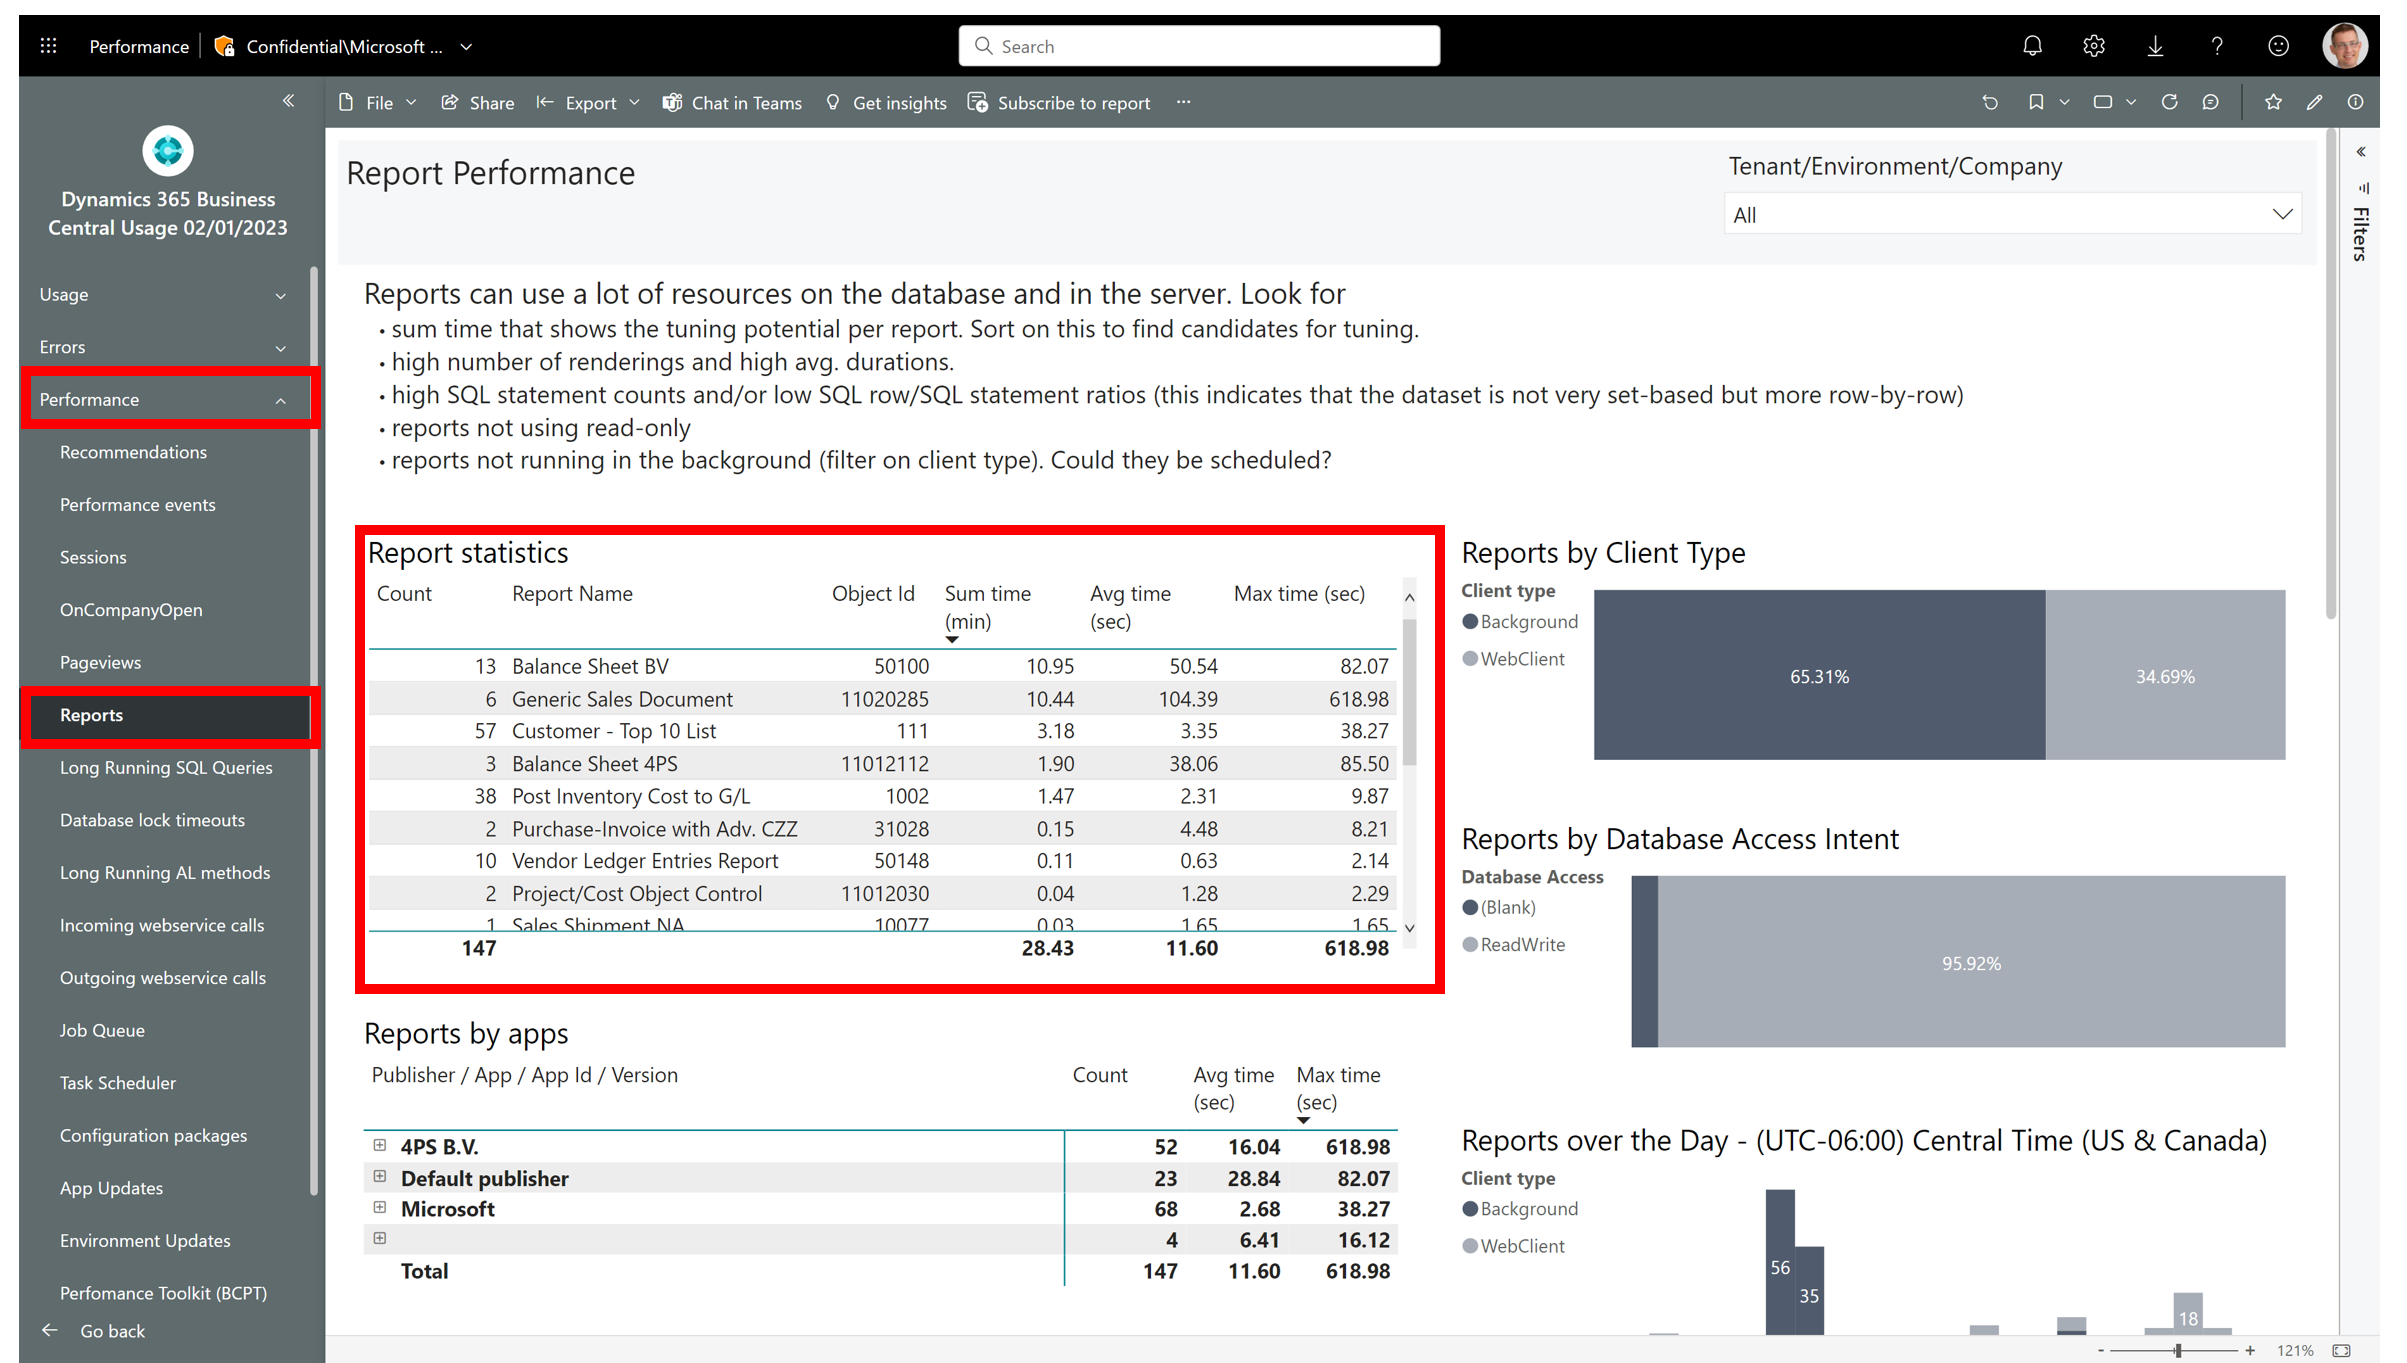 Performance
Confidential\Microsoft ...
Search
File
Share
Export
Chat in Teams
Get insights
Subscribe to report
...
Dynamics 365 Business
Central Usage 02/01/2023
Usage
Errors
Performance
Recommendations
Performance events
Sessions
OnCompanyOpen
Pageviews
Reports
Long Running SQL Queries
Database lock timeouts
Long Running AL methods
Incoming webservice calls
Outgoing webservice calls
Job Queue
Task Scheduler
Configuration packages
App Updates
Environment Updates
Perfomance Toolkit (BCPT)
Go back
Report Performance
Tenant/Environment/Company
All
Filters
Reports can use a lot of resources on the database and in the server. Look for
• sum time that shows the tuning potential per report. Sort on this to find candidates for tuning.
• high number of renderings and high avg. durations.
• high SQL statement counts and/or low SQL row/SQL statement ratios (this indicates that the dataset is not very set-based but more row-by-row)
• reports not using read-only
• reports not running in the background (filter on client type). Could they be scheduled?
Report statistics
Count Report Name Object Id Sum time (min) Avg time (sec) Max time (sec)
13 Balance Sheet BV 50100 10.95 50.54 82.07
6 Generic Sales Document 11020285 10.44 104.39 618.98
57 Customer - Top 10 List 111 3.18 3.35 38.27
3 Balance Sheet 4PS 11012112 1.90 38.06 85.50
38 Post Inventory Cost to G/L 1002 1.47 2.31 9.87
2 Purchase-Invoice with Adv. CZZ 31028 0.15 4.48 8.21
10 Vendor Ledger Entries Report 50148 0.11 0.63 2.14
2 Project/Cost Object Control 11012030 0.04 1.28 2.29
1 Sales Shipment NA 10077 0.03 1.65 1.65
147 28.43 11.60 618.98
Reports by Client Type
Client type
Background
WebClient
65.31%
34.69%
Reports by Database Access Intent
Database Access
(Blank)
ReadWrite
95.92%
Reports by apps
Publisher / App / App Id / Version Count Avg time (sec) Max time (sec)
4PS B.V. 52 16.04 618.98
Default publisher 23 28.84 82.07
Microsoft 68 2.68 38.27
4 6.41 16.12
Total 147 11.60 618.98
Reports over the Day - (UTC-06:00) Central Time (US & Canada)
Client type
Background
WebClient
56
35
18
- + 121%